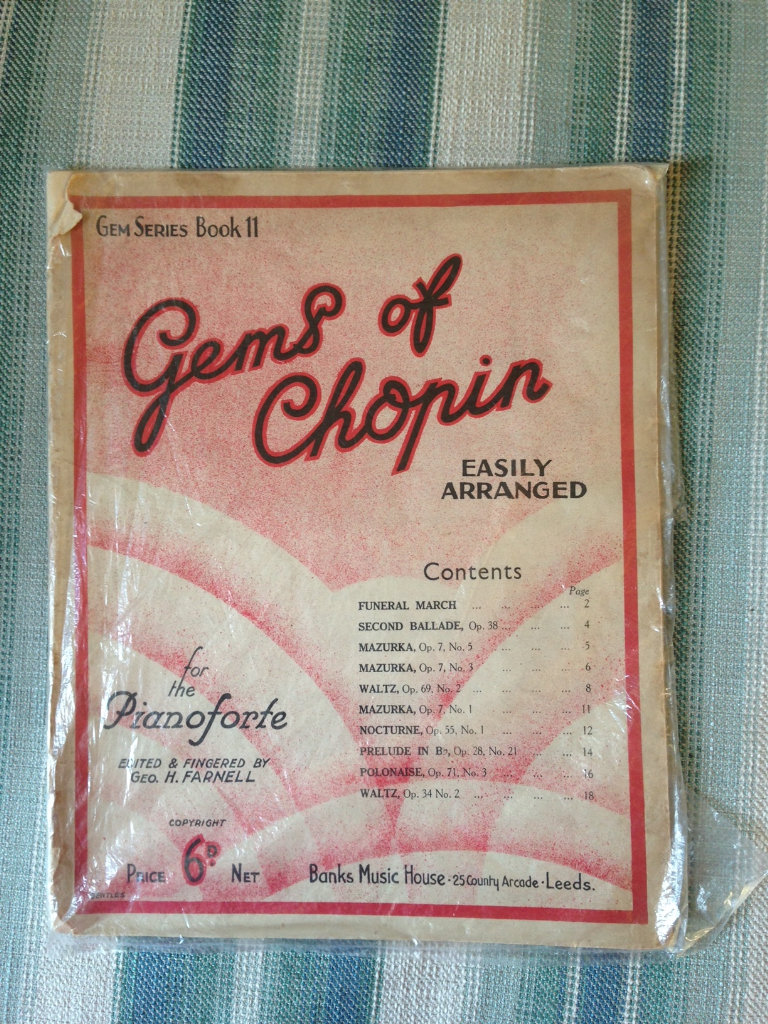 Gem Series Book 11
Gems of
Chopin
EASILY
ARRANGED
Contents
Page
FUNERAL MARCH ... ... ... ... 2
SECOND BALLADE, Op. 38 ... ... ... 4
MAZURKA, Op. 7, No. 5 ... ... ... 5
MAZURKA, Op. 7, No. 3 ... ... ... 6
WALTZ, Op. 69, No. 2 ... ... ... ... 8
MAZURKA, Op. 7, No. 1 ... ... ... 11
NOCTURNE, Op. 55, No. 1 ... ... ... 12
PRELUDE IN B♭, Op. 28, No. 21 ... ... 14
POLONAISE, Op. 71, No. 3 ... ... ... 16
WALTZ, Op. 34 No. 2 ... ... ... ... 18
for
the
Pianoforte
EDITED & FINGERED BY
GEO. H. FARNELL
COPYRIGHT
PRICE 6D NET
Banks Music House · 25 County Arcade · Leeds.